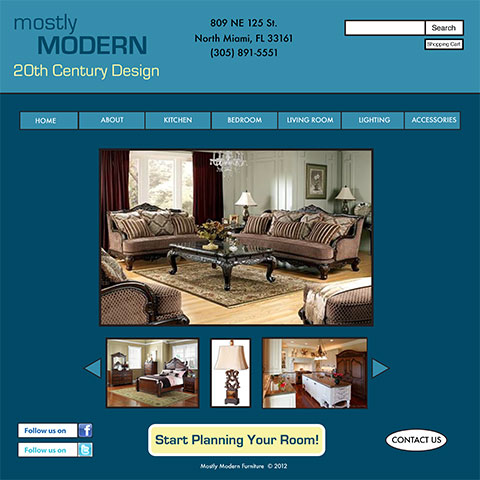 mostly
MODERN
20th Century Design
809 NE 125 St.
North Miami, FL 33161
(305) 891-5551
Search
Shopping Cart
HOME ABOUT KITCHEN BEDROOM LIVING ROOM LIGHTING ACCESSORIES
Follow us on f
Follow us on t
Start Planning Your Room!
CONTACT US
Mostly Modern Furniture © 2012